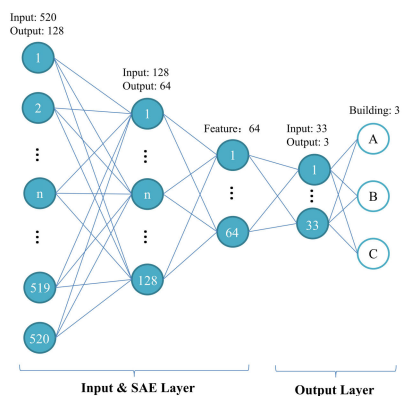 Input: 520
Output: 128
Input: 128
Output: 64
Feature: 64
Input: 33
Output: 3
Building: 3
1
2
...
n
...
519
520
1
...
n
...
128
1
...
64
1
...
33
A
B
C
Input & SAE Layer
Output Layer